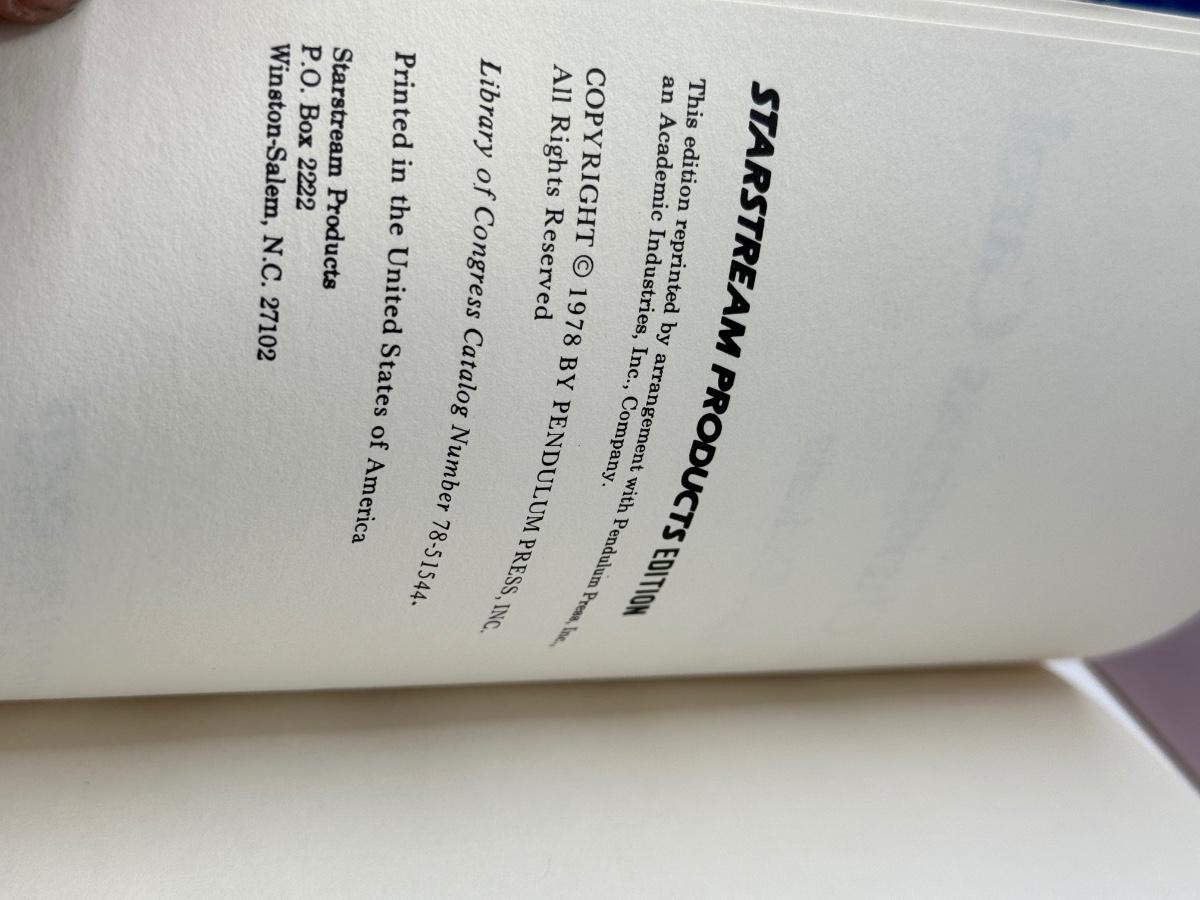 STARSTREAM PRODUCTS EDITION
This edition reprinted by arrangement with Pendulum Press, Inc,
an Academic Industries, Inc., Company.
COPYRIGHT © 1978 BY PENDULUM PRESS, INC.
All Rights Reserved
Library of Congress Catalog Number 78-51544.
Printed in the United States of America
Starstream Products
P.O. Box 2222
Winston-Salem, N.C. 27102